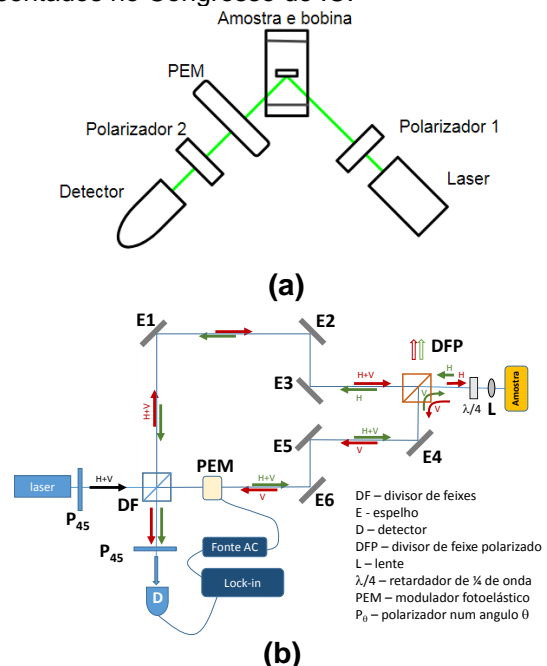 Amostra e bobina
PEM
Polarizador 2
Polarizador 1
Detector
Laser
(a)
E1
E2
DFP
H+V
H
H
H
V
V
Amostra
E3
λ/4
L
E5
E4
H+V
H+V
V
laser
H+V
PEM
H+V
V
P45
DF
E6
P45
Fonte AC
Lock-in
D
DF – divisor de feixes
E - espelho
D – detector
DFP – divisor de feixe polarizado
L – lente
λ/4 – retardador de ¼ de onda
PEM – modulador fotoelástico
Pθ – polarizador num angulo θ
(b)